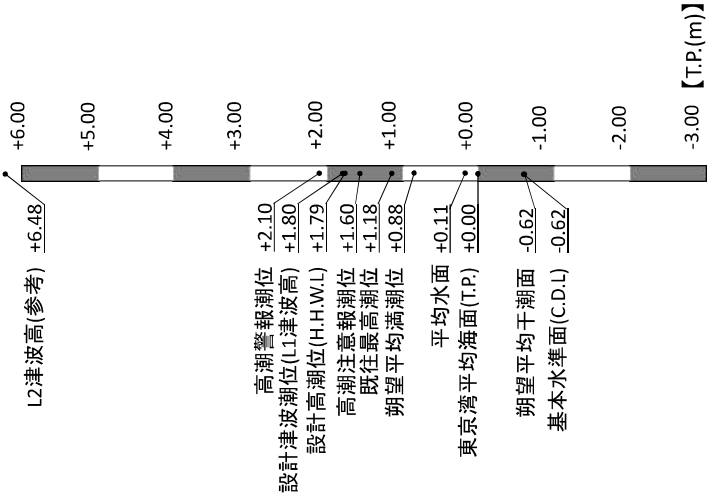 【T.P.(m)】
+6.00
+5.00
+4.00
+3.00
+2.00
+1.00
+0.00
-1.00
-2.00
-3.00
L2津波高(参考) +6.48
高潮警報潮位 +2.10
設計津波潮位(L1津波高) +1.80
設計高潮位(H.H.W.L) +1.79
高潮注意報潮位 +1.60
既往最高潮位 +1.18
朔望平均満潮位 +0.88
平均水面 +0.11
東京湾平均海面(T.P.) +0.00
朔望平均干潮面 -0.62
基本水準面(C.D.L) -0.62